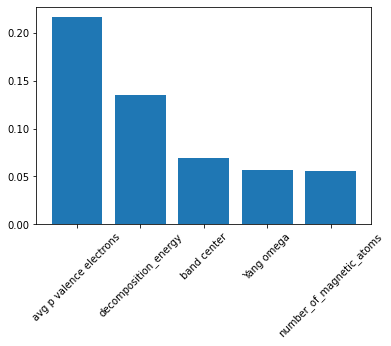 0.20
0.15
0.10
0.05
0.00
avg p valence electrons
decomposition_energy
band center
Yang omega
number_of_magnetic_atoms